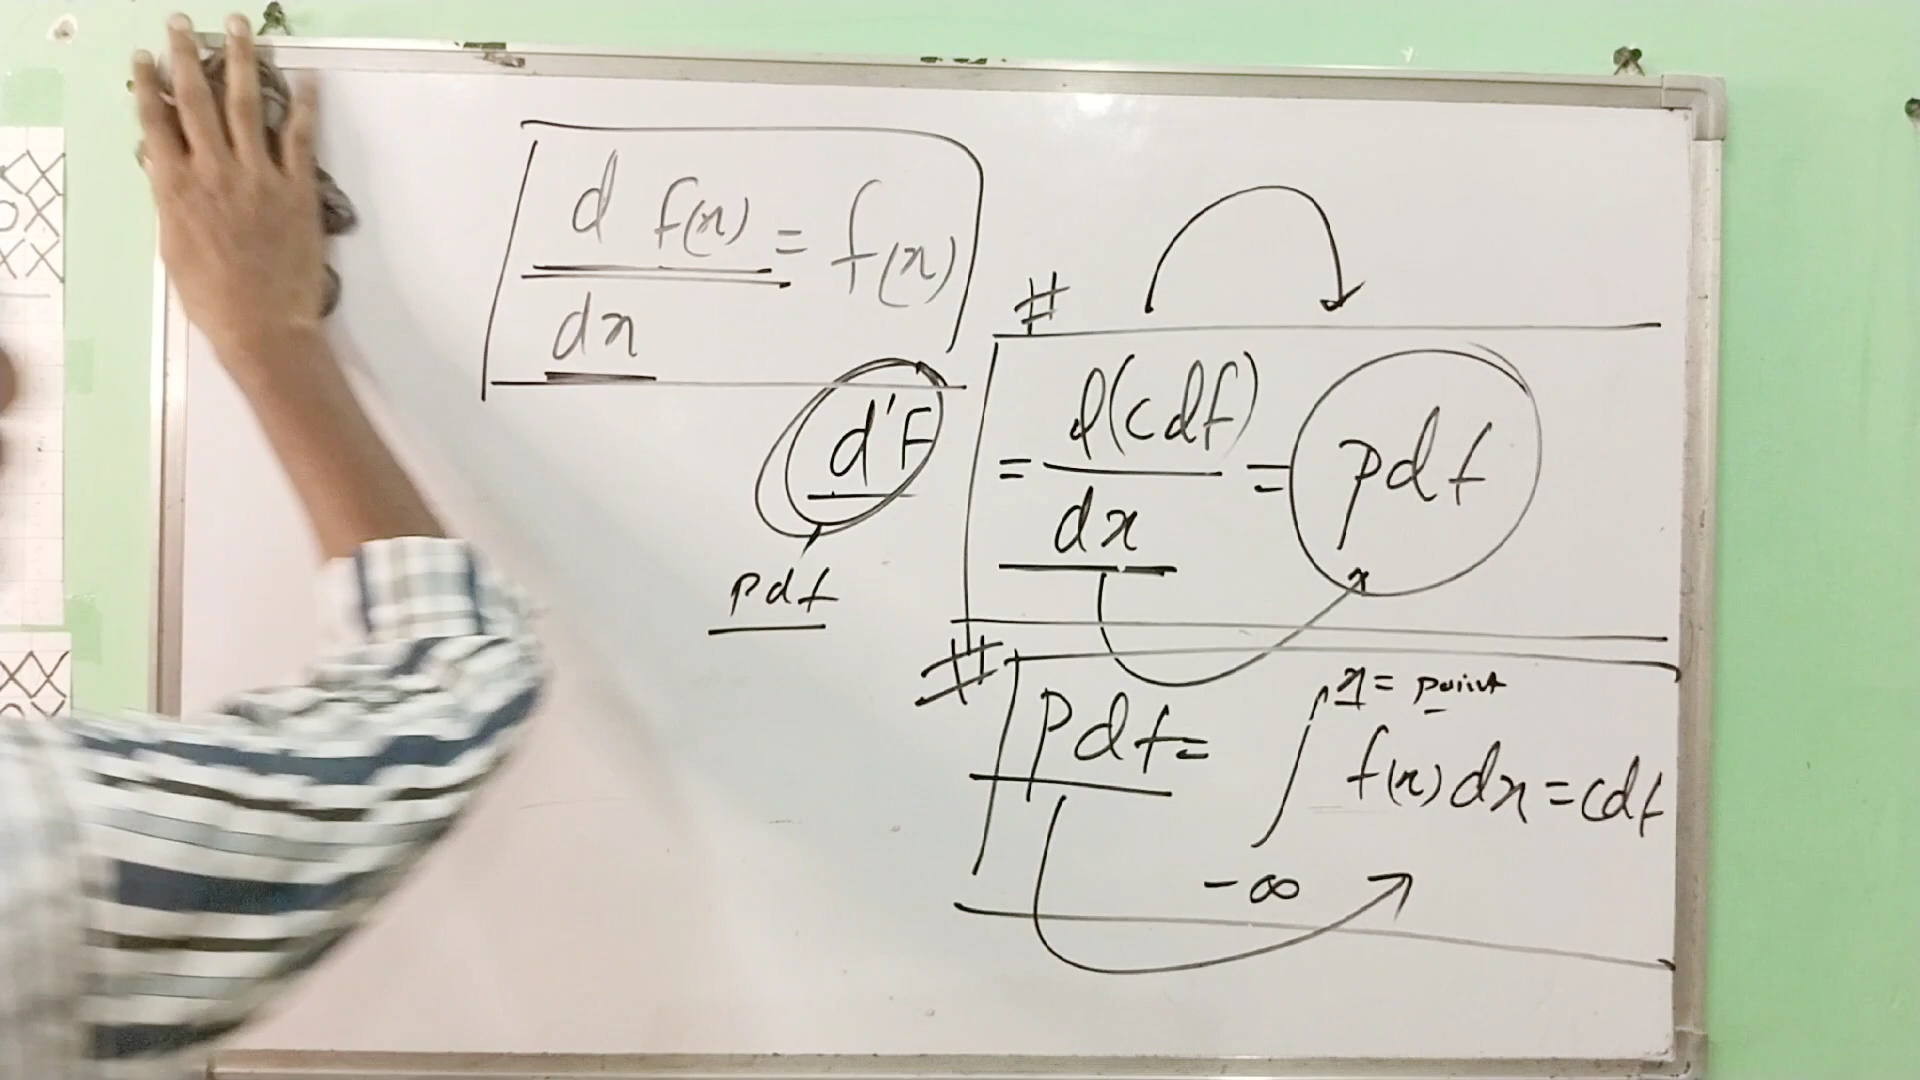 d f(x) = f(x)
dx
d'F
pdf
#
= d(cdf) = pdf
dx
x
#
Pdf =
∫ x = point
f(x) dx = cdf
-∞